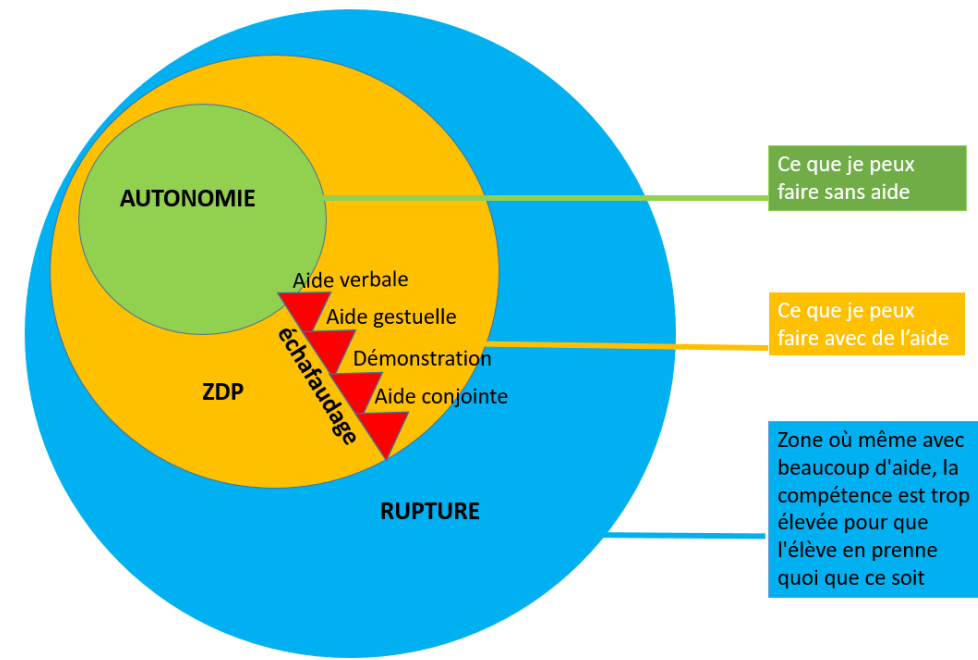 AUTONOMIE
Aide verbale
Aide gestuelle
Démonstration
Aide conjointe
échafaudage
ZDP
RUPTURE
Ce que je peux
faire sans aide
Ce que je peux
faire avec de l’aide
Zone où même avec
beaucoup d'aide, la
compétence est trop
élevée pour que
l'élève en prenne
quoi que ce soit